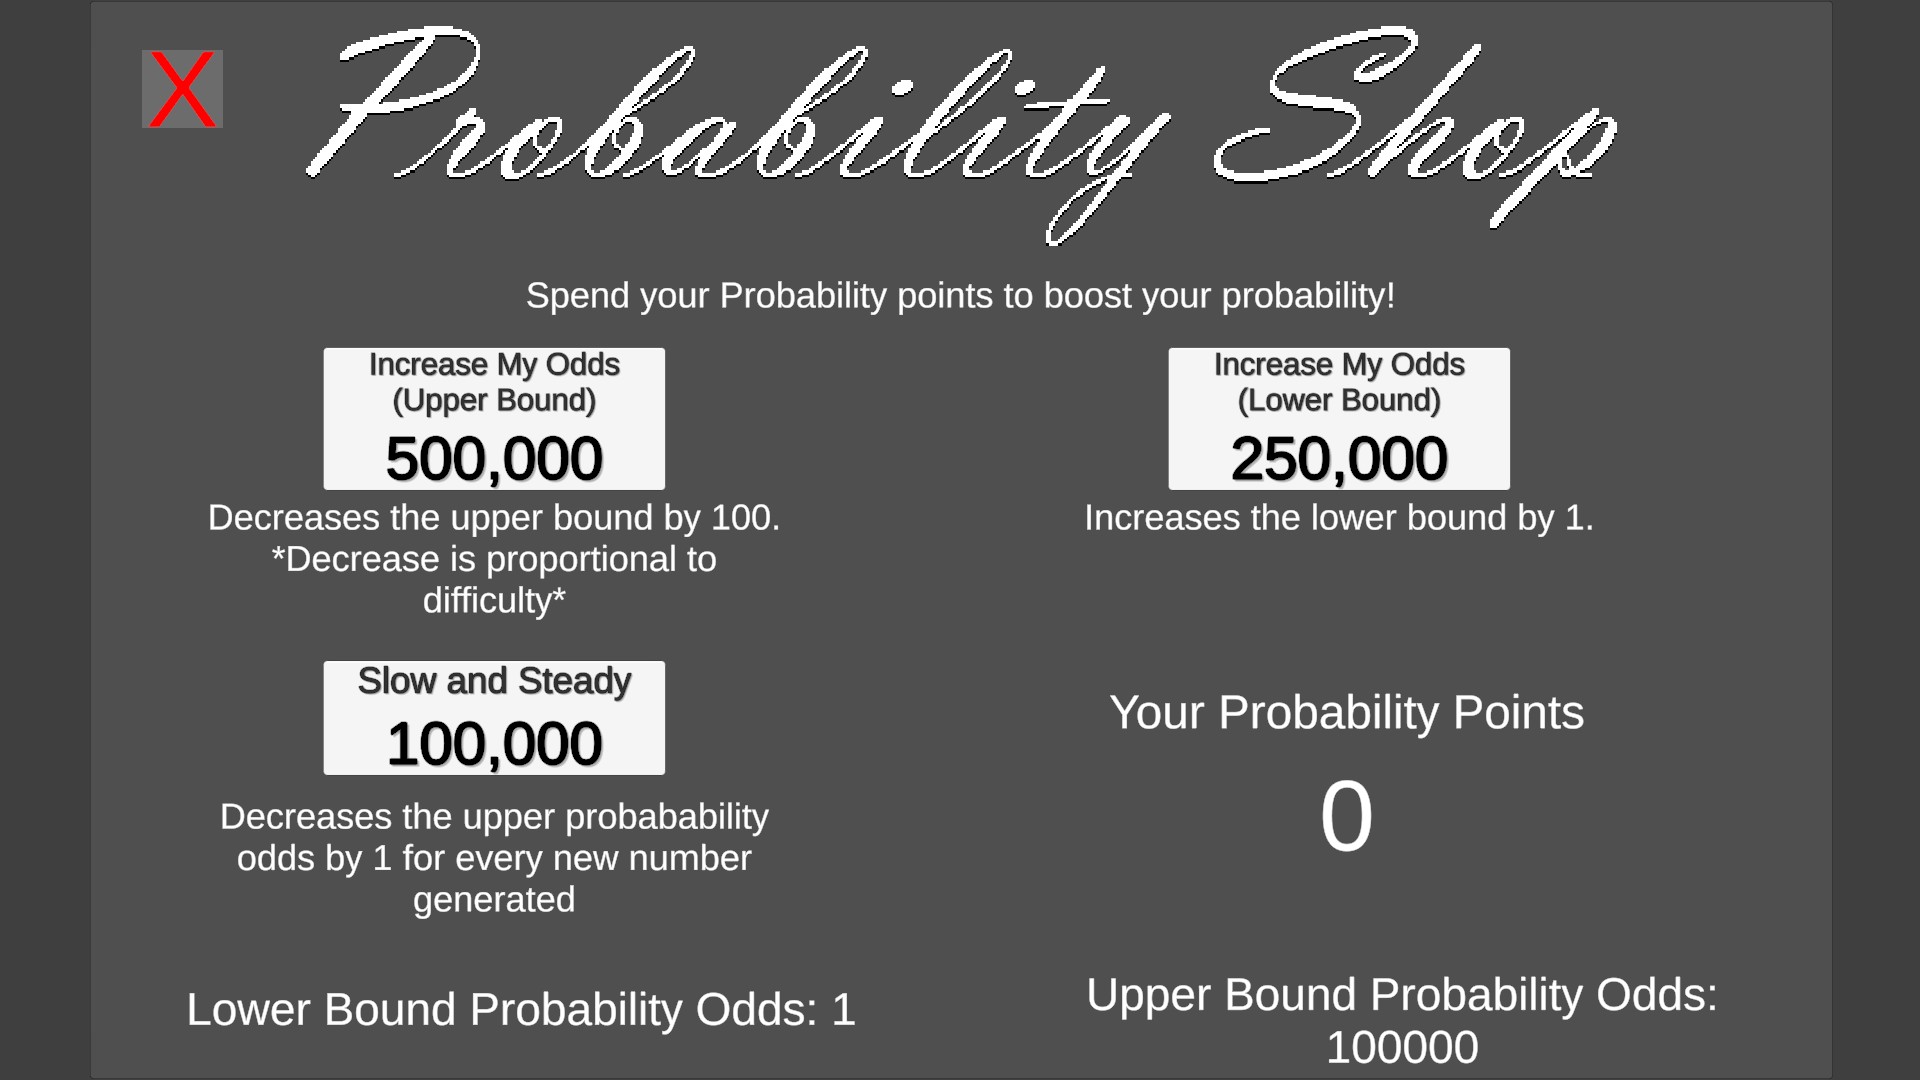 X
Probability Shop
Spend your Probability points to boost your probability!
Increase My Odds
(Upper Bound)
500,000
Decreases the upper bound by 100.
*Decrease is proportional to
difficulty*
Increase My Odds
(Lower Bound)
250,000
Increases the lower bound by 1.
Slow and Steady
100,000
Decreases the upper probabability
odds by 1 for every new number
generated
Your Probability Points
0
Lower Bound Probability Odds: 1
Upper Bound Probability Odds:
100000